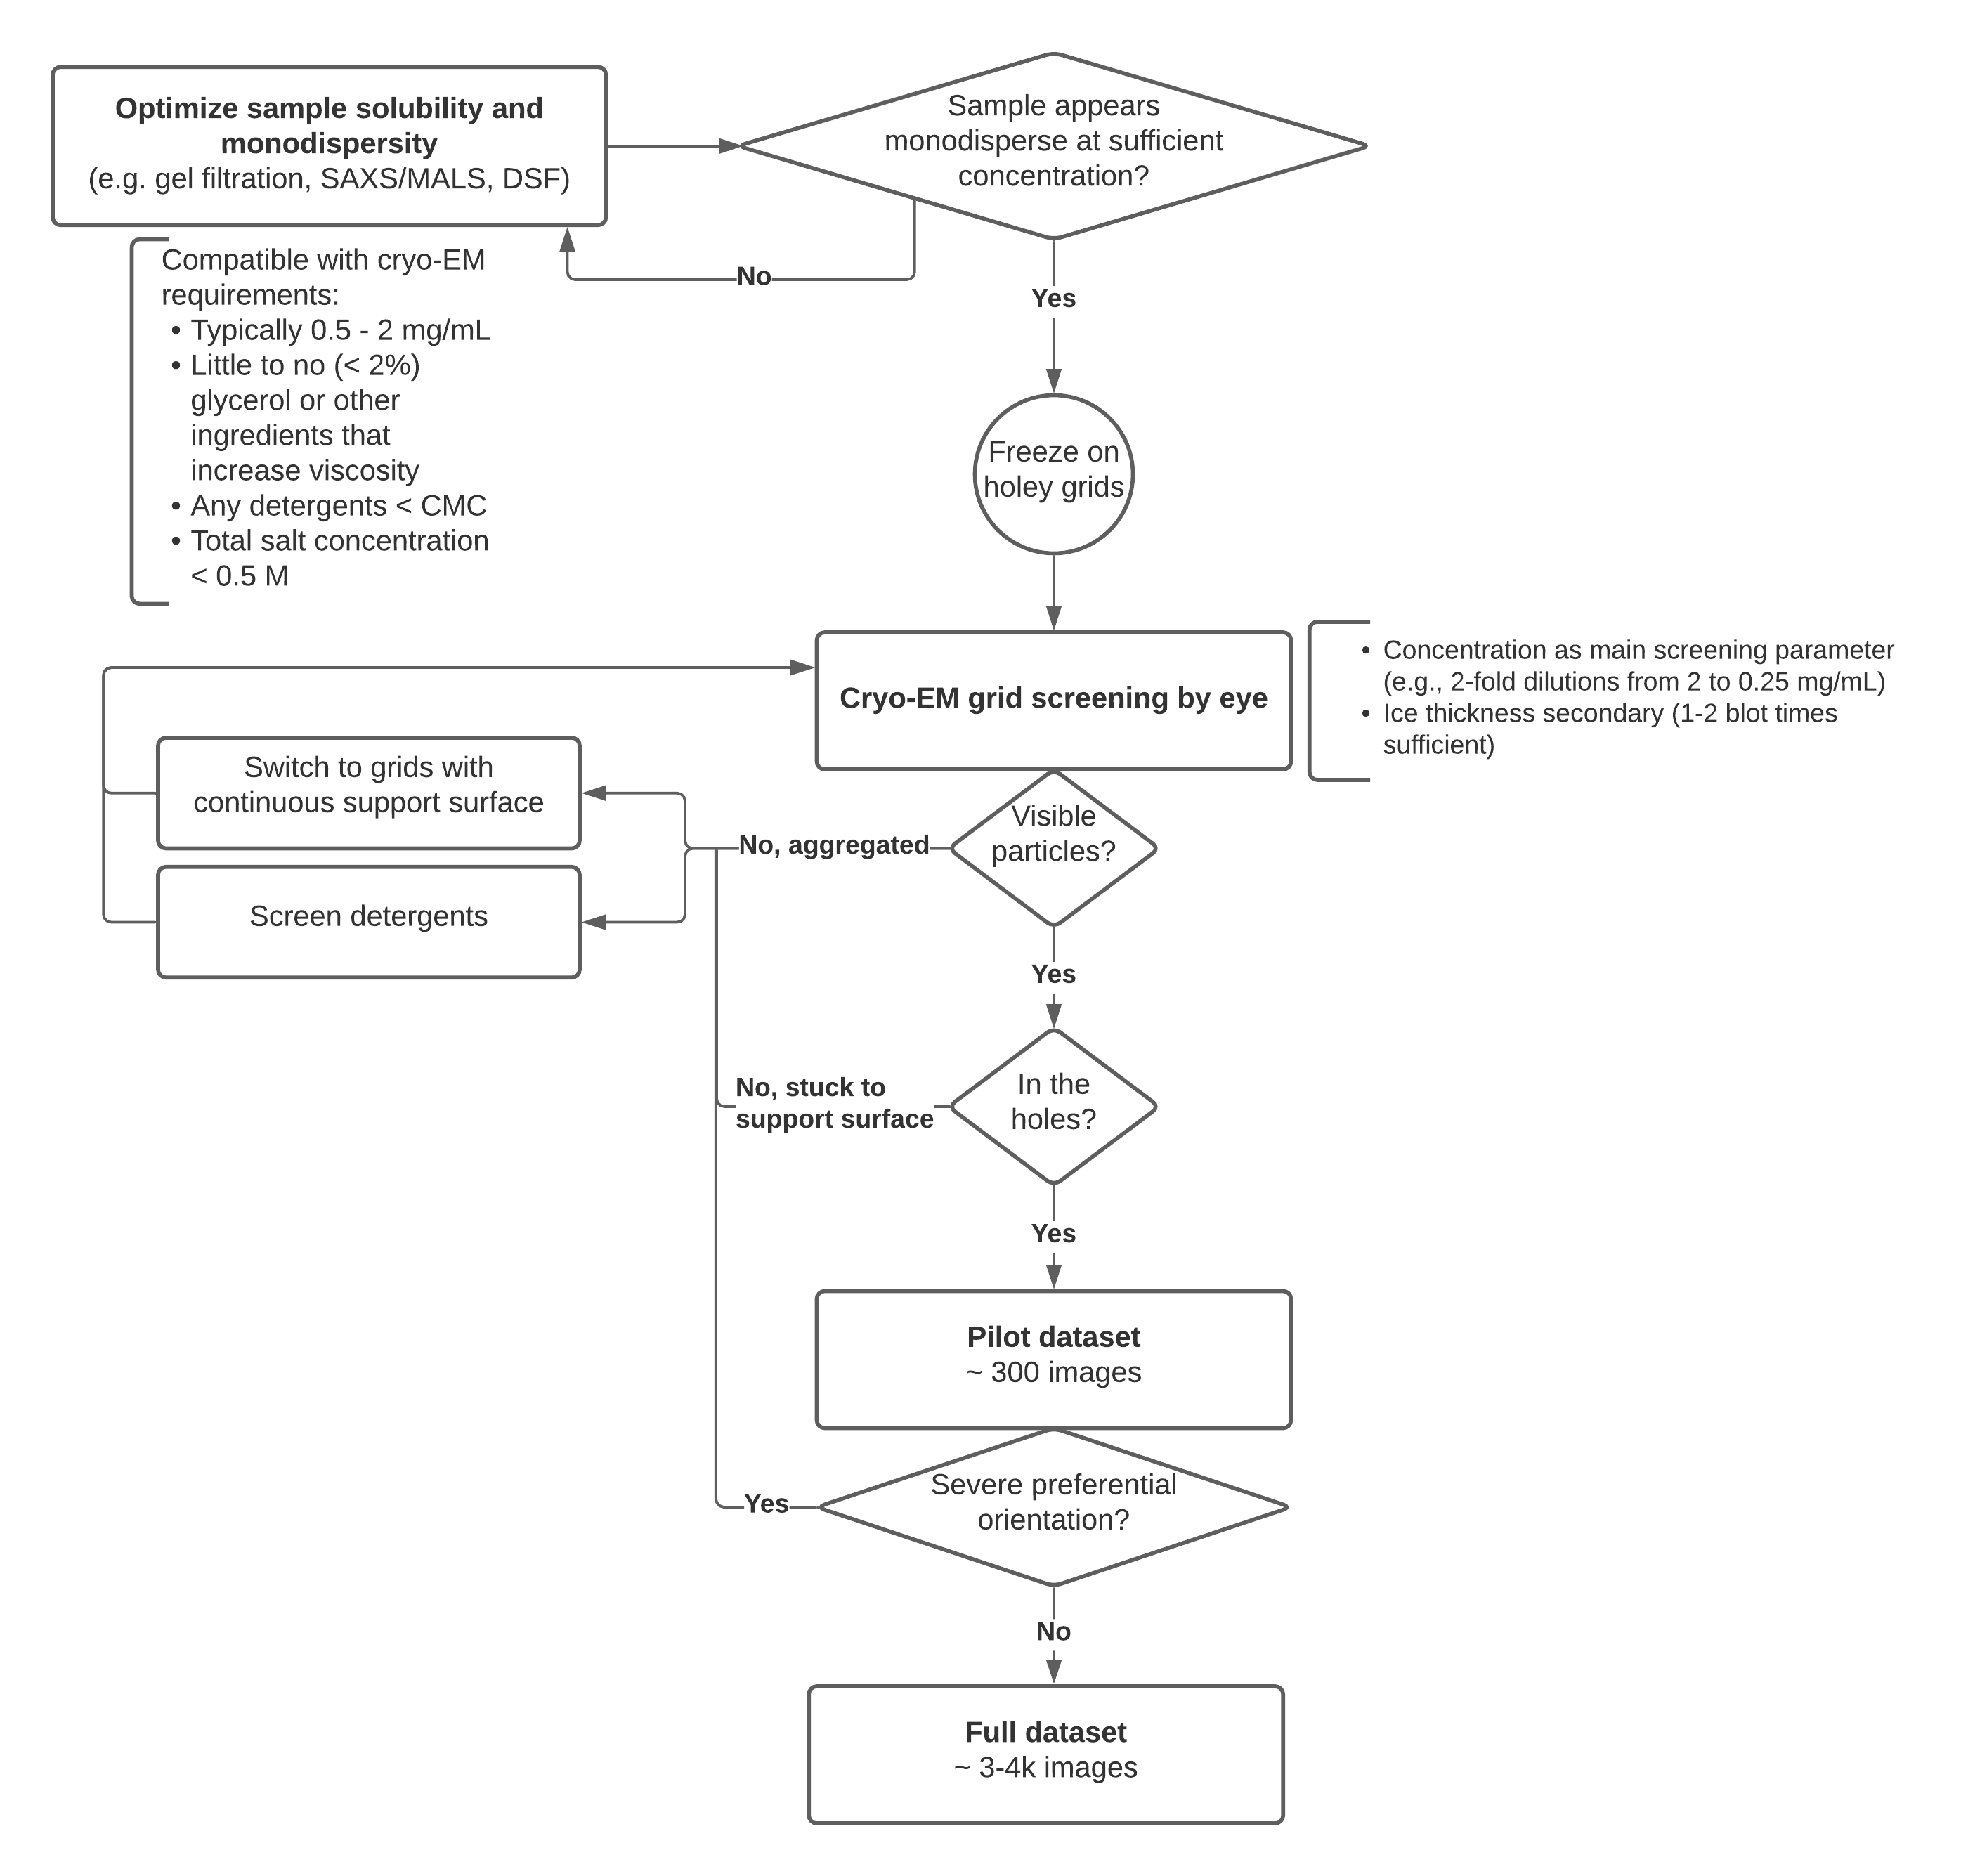 Optimize sample solubility and
monodispersity
(e.g. gel filtration, SAXS/MALS, DSF)
Sample appears
monodisperse at sufficient
concentration?
No
Yes
Compatible with cryo-EM
requirements:
• Typically 0.5 - 2 mg/mL
• Little to no (< 2%)
glycerol or other
ingredients that
increase viscosity
• Any detergents < CMC
• Total salt concentration
< 0.5 M
Freeze on
holey grids
Cryo-EM grid screening by eye
• Concentration as main screening parameter
(e.g., 2-fold dilutions from 2 to 0.25 mg/mL)
• Ice thickness secondary (1-2 blot times
sufficient)
Switch to grids with
continuous support surface
Screen detergents
No, aggregated
Visible
particles?
Yes
No, stuck to
support surface
In the
holes?
Yes
Pilot dataset
~ 300 images
Yes
Severe preferential
orientation?
No
Full dataset
~ 3-4k images